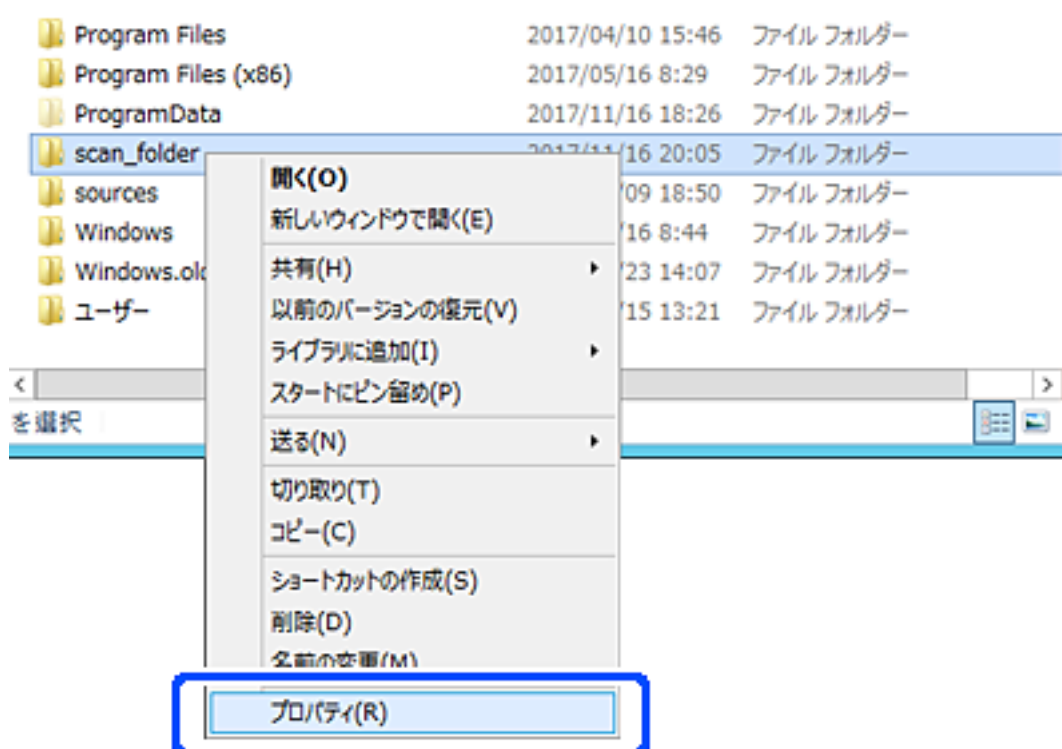 Program Files 2017/04/10 15:46 ファイル フォルダー
Program Files (x86) 2017/05/16 8:29 ファイル フォルダー
ProgramData 2017/11/16 18:26 ファイル フォルダー
scan_folder 2017/11/16 20:05 ファイル フォルダー
sources /09 18:50 ファイル フォルダー
Windows /16 8:44 ファイル フォルダー
Windows.old /23 14:07 ファイル フォルダー
ユーザー /15 13:21 ファイル フォルダー
を選択
開く(O)
新しいウィンドウで開く(E)
共有(H)
以前のバージョンの復元(V)
ライブラリに追加(I)
スタートにピン留め(P)
送る(N)
切り取り(T)
コピー(C)
ショートカットの作成(S)
削除(D)
名前の変更(M)
プロパティ(R)